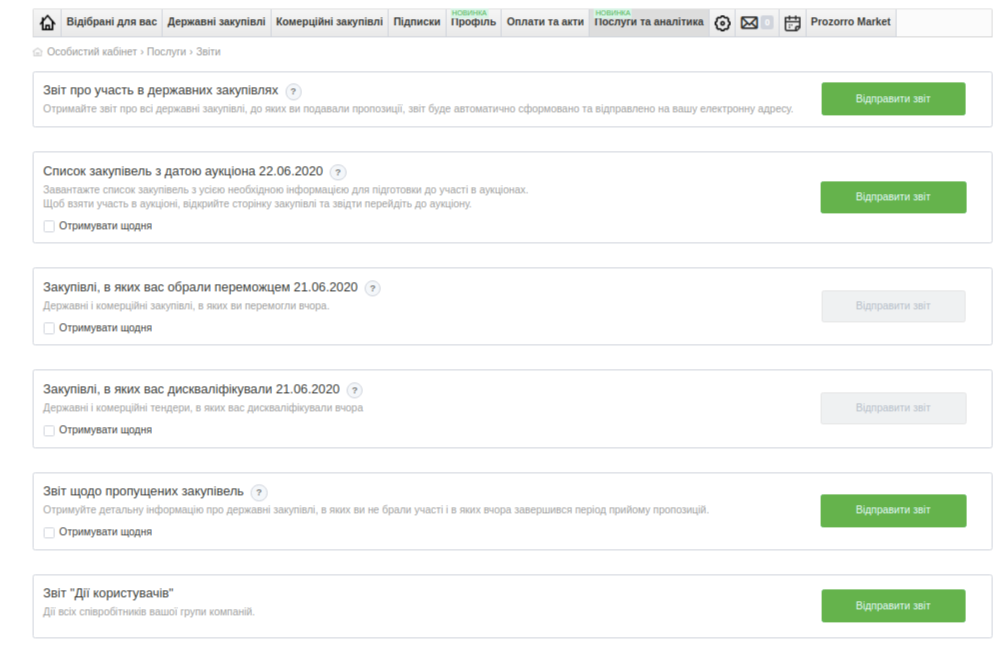 Відібрані для вас Державні закупівлі Комерційні закупівлі Підписки НОВИНКА Профіль Оплати та акти НОВИНКА Послуги та аналітика 0 Prozorro Market
Особистий кабінет › Послуги › Звіти
Звіт про участь в державних закупівлях ?
Отримайте звіт про всі державні закупівлі, до яких ви подавали пропозиції, звіт буде автоматично сформовано та відправлено на вашу електронну адресу.
Відправити звіт
Список закупівель з датою аукціона 22.06.2020 ?
Завантажте список закупівель з усією необхідною інформацією для підготовки до участі в аукціонах.
Щоб взяти участь в аукціоні, відкрийте сторінку закупівлі та звідти перейдіть до аукціону.
Отримувати щодня
Відправити звіт
Закупівлі, в яких вас обрали переможцем 21.06.2020 ?
Державні і комерційні закупівлі, в яких ви перемогли вчора.
Отримувати щодня
Відправити звіт
Закупівлі, в яких вас дискваліфікували 21.06.2020 ?
Державні і комерційні тендери, в яких вас дискваліфікували вчора
Отримувати щодня
Відправити звіт
Звіт щодо пропущених закупівель ?
Отримуйте детальну інформацію про державні закупівлі, в яких ви не брали участі і в яких вчора завершився період прийому пропозицій.
Отримувати щодня
Відправити звіт
Звіт "Дії користувачів"
Дії всіх співробітників вашої групи компаній.
Відправити звіт